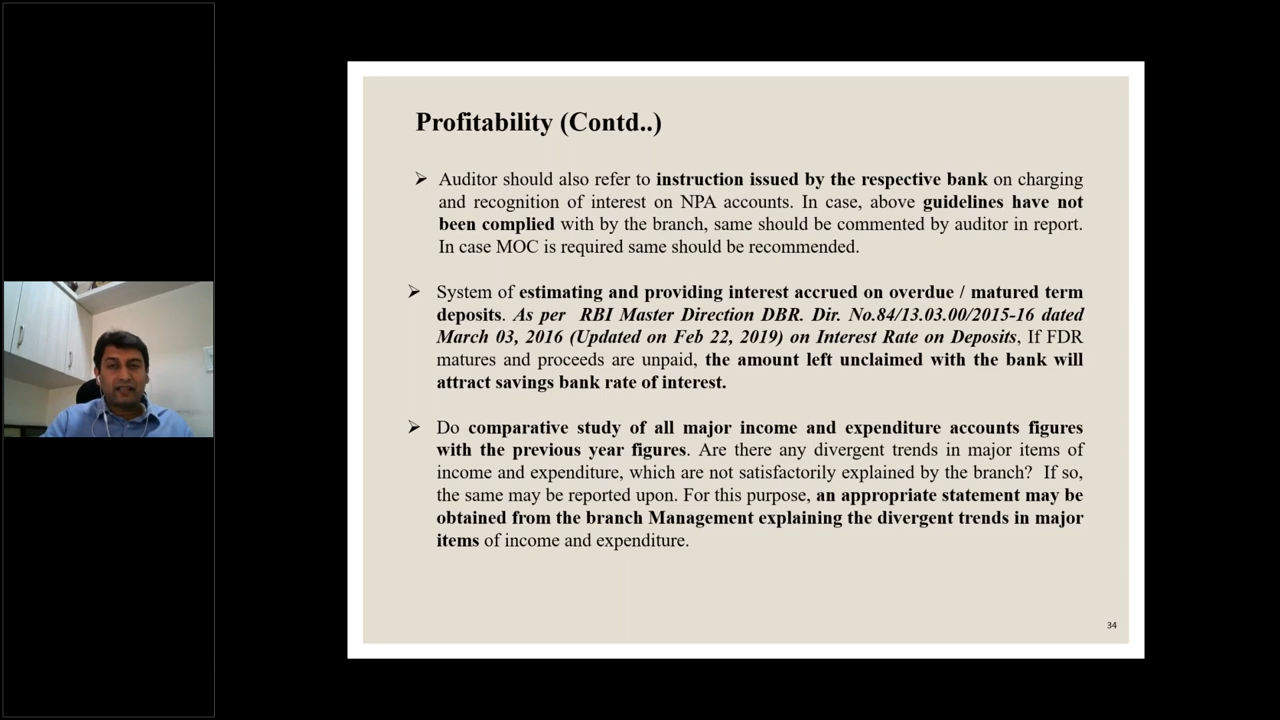 Profitability (Contd..)
➢ Auditor should also refer to instruction issued by the respective bank on charging
and recognition of interest on NPA accounts. In case, above guidelines have not
been complied with by the branch, same should be commented by auditor in report.
In case MOC is required same should be recommended.
➢ System of estimating and providing interest accrued on overdue / matured term
deposits. As per RBI Master Direction DBR. Dir. No.84/13.03.00/2015-16 dated
March 03, 2016 (Updated on Feb 22, 2019) on Interest Rate on Deposits, If FDR
matures and proceeds are unpaid, the amount left unclaimed with the bank will
attract savings bank rate of interest.
➢ Do comparative study of all major income and expenditure accounts figures
with the previous year figures. Are there any divergent trends in major items of
income and expenditure, which are not satisfactorily explained by the branch? If so,
the same may be reported upon. For this purpose, an appropriate statement may be
obtained from the branch Management explaining the divergent trends in major
items of income and expenditure.
34